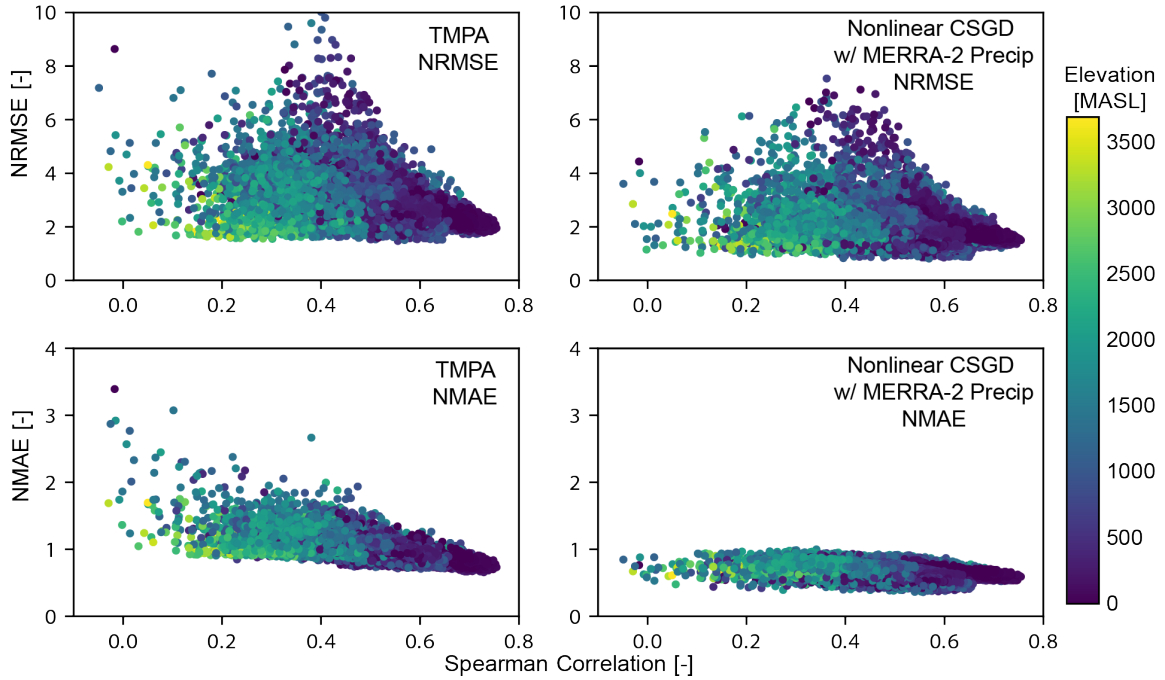 10
8
6
4
2
0
NRMSE [-]
TMPA
NRMSE
0.0 0.2 0.4 0.6 0.8
10
8
6
4
2
0
Nonlinear CSGD
w/ MERRA-2 Precip
NRMSE
0.0 0.2 0.4 0.6 0.8
4
3
2
1
0
NMAE [-]
TMPA
NMAE
0.0 0.2 0.4 0.6 0.8
4
3
2
1
0
Nonlinear CSGD
w/ MERRA-2 Precip
NMAE
0.0 0.2 0.4 0.6 0.8
Spearman Correlation [-]
Elevation
[MASL]
3500
3000
2500
2000
1500
1000
500
0